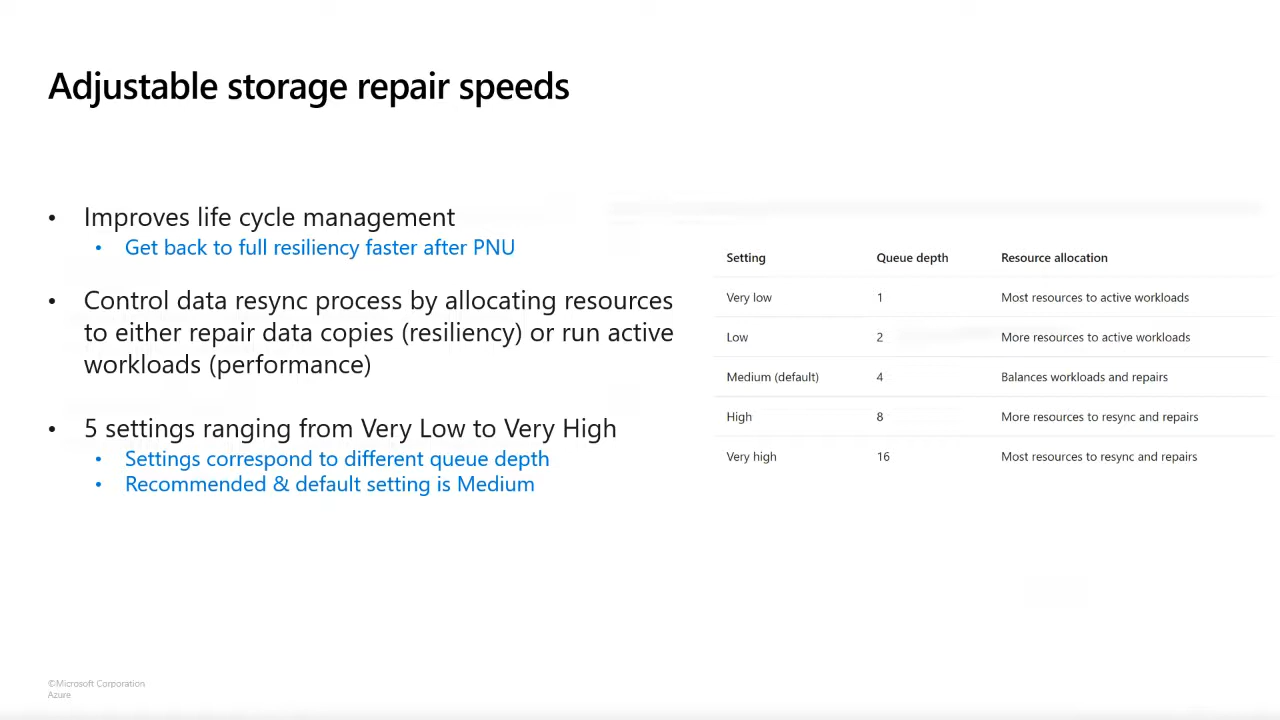 Adjustable storage repair speeds
• Improves life cycle management
• Get back to full resiliency faster after PNU
• Control data resync process by allocating resources
to either repair data copies (resiliency) or run active
workloads (performance)
• 5 settings ranging from Very Low to Very High
• Settings correspond to different queue depth
• Recommended & default setting is Medium
Setting Queue depth Resource allocation
Very low 1 Most resources to active workloads
Low 2 More resources to active workloads
Medium (default) 4 Balances workloads and repairs
High 8 More resources to resync and repairs
Very high 16 Most resources to resync and repairs
©Microsoft Corporation
Azure